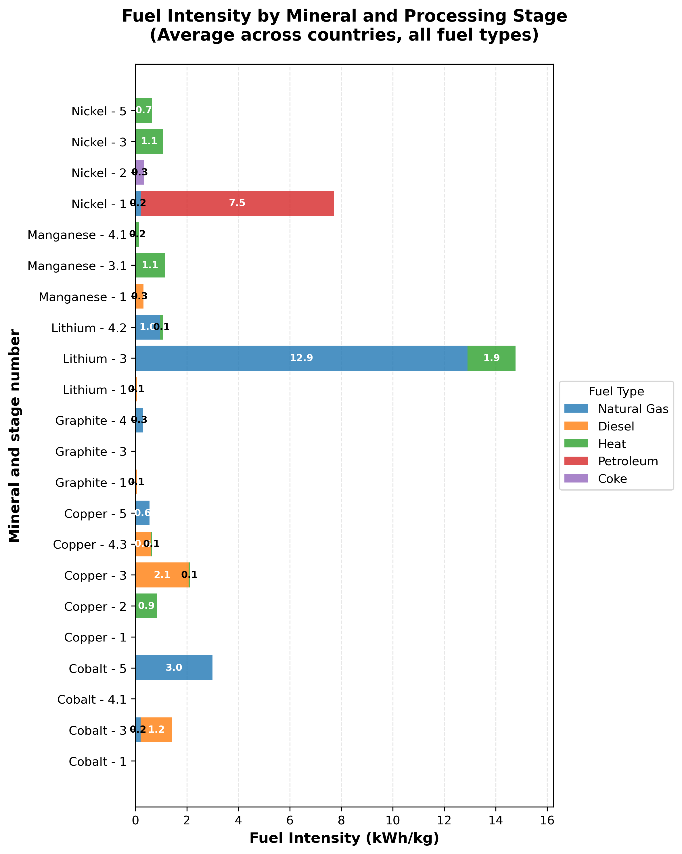 Fuel Intensity by Mineral and Processing Stage
(Average across countries, all fuel types)
Mineral and stage number
Nickel - 5
0.7
Nickel - 3
1.1
Nickel - 2
0.3
Nickel - 1
0.2
7.5
Manganese - 4.1
0.2
Manganese - 3.1
1.1
Manganese - 1
0.3
Lithium - 4.2
1.0
0.1
Lithium - 3
12.9
1.9
Lithium - 1
0.1
Graphite - 4
0.3
Graphite - 3
Graphite - 1
0.1
Copper - 5
0.6
Copper - 4.3
0.1
Copper - 3
2.1
0.1
Copper - 2
0.9
Copper - 1
Cobalt - 5
3.0
Cobalt - 4.1
Cobalt - 3
0.2
1.2
Cobalt - 1
0 2 4 6 8 10 12 14 16
Fuel Intensity (kWh/kg)
Fuel Type
Natural Gas
Diesel
Heat
Petroleum
Coke